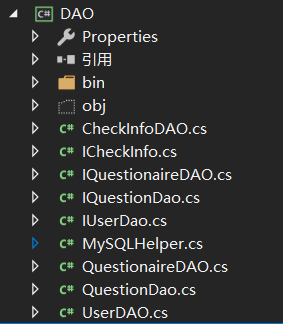 C# DAO
Properties
引用
bin
obj
C# CheckInfoDAO.cs
C# ICheckInfo.cs
C# IQuestionaireDAO.cs
C# IQuestionDao.cs
C# IUserDao.cs
C# MySQLHelper.cs
C# QuestionaireDAO.cs
C# QuestionDao.cs
C# UserDAO.cs